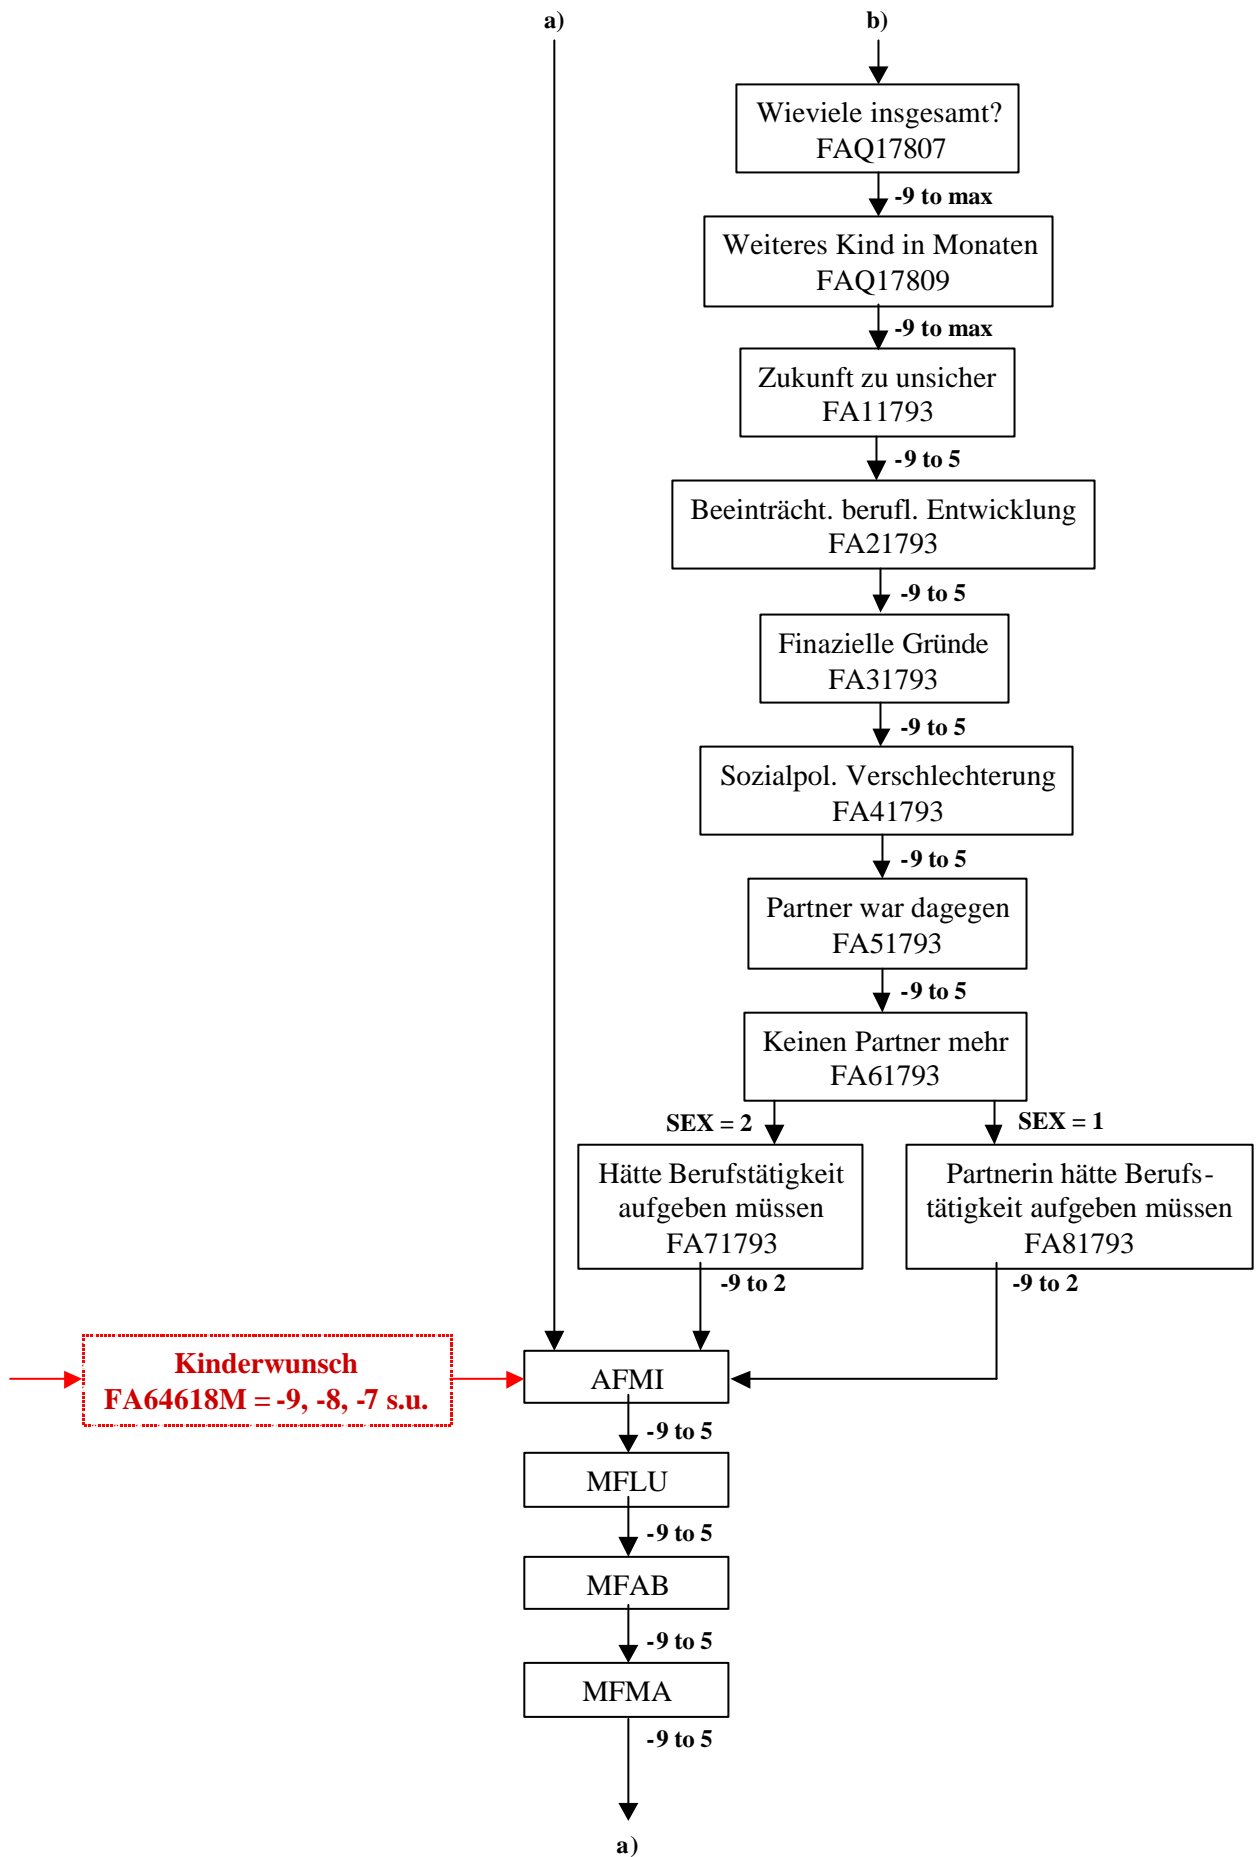 a)
b)
Wieviele insgesamt?
FAQ17807
-9 to max
Weiteres Kind in Monaten
FAQ17809
-9 to max
Zukunft zu unsicher
FA11793
-9 to 5
Beeinträcht. berufl. Entwicklung
FA21793
-9 to 5
Finazielle Gründe
FA31793
-9 to 5
Sozialpol. Verschlechterung
FA41793
-9 to 5
Partner war dagegen
FA51793
-9 to 5
Keinen Partner mehr
FA61793
SEX = 2
SEX = 1
Hätte Berufstätigkeit
aufgeben müssen
FA71793
Partnerin hätte Berufs-
tätigkeit aufgeben müssen
FA81793
-9 to 2
-9 to 2
Kinderwunsch
FA64618M = -9, -8, -7 s.u.
AFMI
-9 to 5
MFLU
-9 to 5
MFAB
-9 to 5
MFMA
-9 to 5
a)